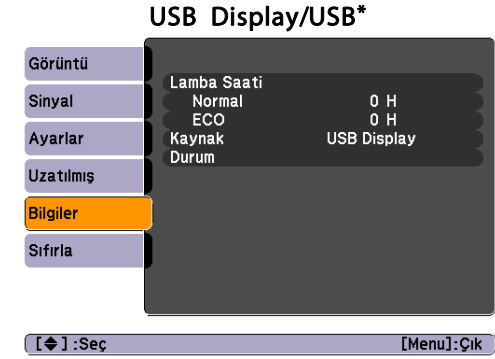 USB Display/USB*
Görüntü
Sinyal
Ayarlar
Uzatılmış
Bilgiler
Sıfırla
Lamba Saati
Normal 0 H
ECO 0 H
Kaynak USB Display
Durum
[◆] :Seç [Menu]:Çık